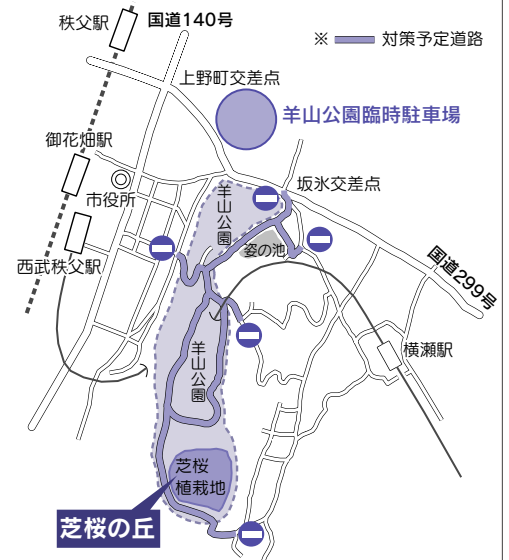 秩父駅
国道140号
※ 対策予定道路
上野町交差点
羊山公園臨時駐車場
御花畑駅
市役所
坂氷交差点
羊山公園
姿の池
西武秩父駅
国道299号
羊山公園
横瀬駅
芝桜
植栽地
芝桜の丘